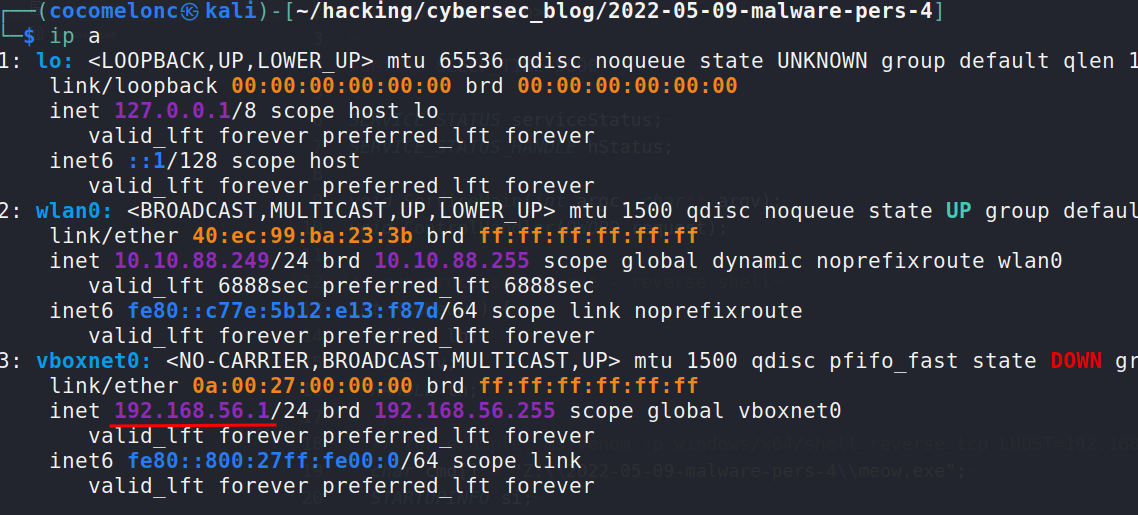 ┌──(cocomelonc㉿kali)-[~/hacking/cybersec_blog/2022-05-09-malware-pers-4]
└─$ ip a
1: lo: <LOOPBACK,UP,LOWER_UP> mtu 65536 qdisc noqueue state UNKNOWN group default qlen 1
link/loopback 00:00:00:00:00:00 brd 00:00:00:00:00:00
inet 127.0.0.1/8 scope host lo
valid_lft forever preferred_lft forever
inet6 ::1/128 scope host
valid_lft forever preferred_lft forever
2: wlan0: <BROADCAST,MULTICAST,UP,LOWER_UP> mtu 1500 qdisc noqueue state UP group defaul
link/ether 40:ec:99:ba:23:3b brd ff:ff:ff:ff:ff:ff
inet 10.10.88.249/24 brd 10.10.88.255 scope global dynamic noprefixroute wlan0
valid_lft 6888sec preferred_lft 6888sec
inet6 fe80::c77e:5b12:e13:f87d/64 scope link noprefixroute
valid_lft forever preferred_lft forever
3: vboxnet0: <NO-CARRIER,BROADCAST,MULTICAST,UP> mtu 1500 qdisc pfifo_fast state DOWN gr
link/ether 0a:00:27:00:00:00 brd ff:ff:ff:ff:ff:ff
inet 192.168.56.1/24 brd 192.168.56.255 scope global vboxnet0
valid_lft forever preferred_lft forever
inet6 fe80::800:27ff:fe00:0/64 scope link
valid_lft forever preferred_lft forever